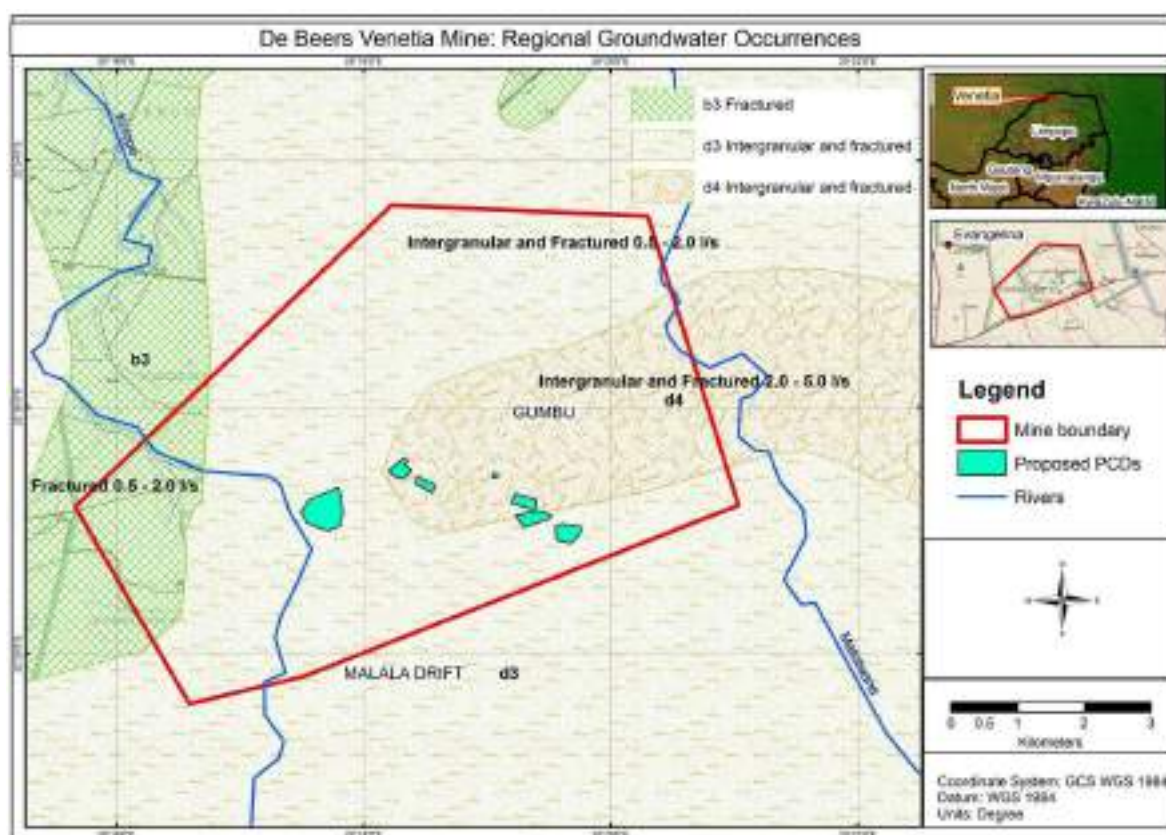 De Beers Venetia Mine: Regional Groundwater Occurrences
b3 Fractured
d3 Intergranular and fractured
d4 Intergranular and fractured
Intergranular and Fractured 0.5 - 2.0 l/s
b3
Intergranular and Fractured 2.0 - 5.0 l/s
d4
GUMBU
Fractured 0.5 - 2.0 l/s
MALALA DRIFT
d3
Venetia
Limpopo
Gauteng
Mpumalanga
North West
Evangelina
Legend
Mine boundary
Proposed PCDs
Rivers
0 0.5 1 2 3
Kilometers
Coordinate System: GCS WGS 1984
Datum: WGS 1984
Units: Degree